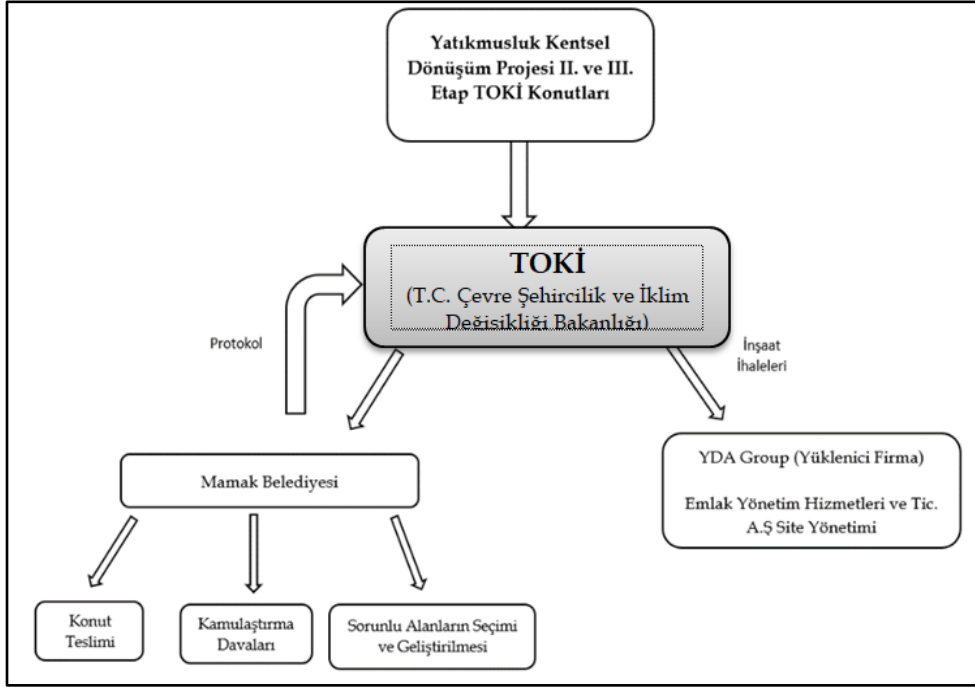 Yatıkmusluk Kentsel
Dönüşüm Projesi II. ve III.
Etap TOKİ Konutları
TOKİ
(T.C. Çevre Şehircilik ve İklim
Değisikliği Bakanlığı)
Protokol
İnşaat
İhaleleri
Mamak Belediyesi
YDA Group (Yüklenici Firma)
Emlak Yönetim Hizmetleri ve Tic.
A.Ş Site Yönetimi
Konut
Teslimi
Kamulaştırma
Davaları
Sorunlu Alanların Seçimi
ve Geliştirilmesi